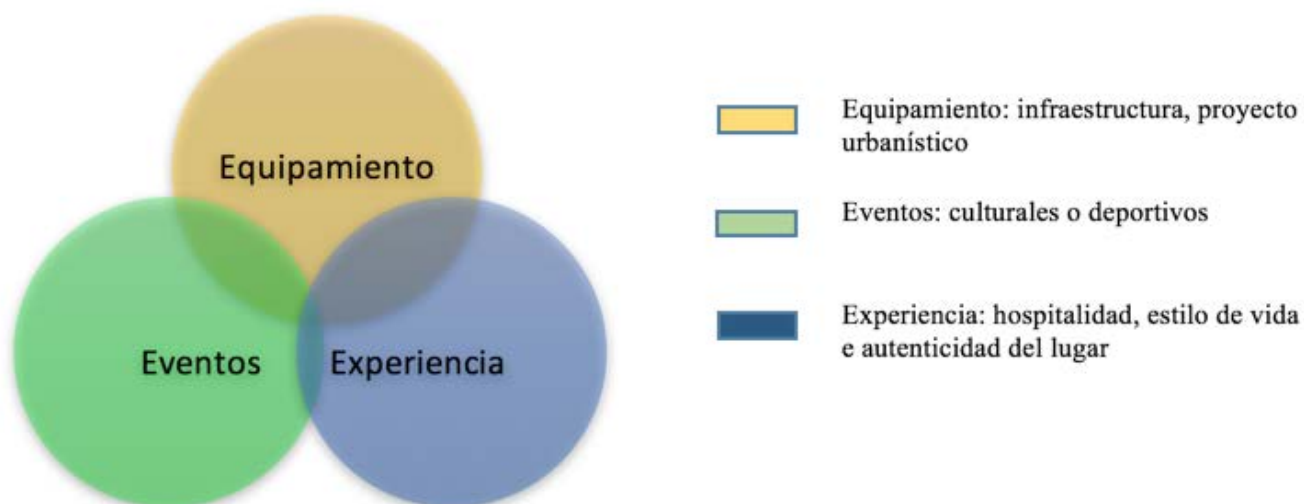 Equipamiento
Eventos
Experiencia
Equipamiento: infraestructura, proyecto
urbanístico
Eventos: culturales o deportivos
Experiencia: hospitalidad, estilo de vida
e autenticidad del lugar